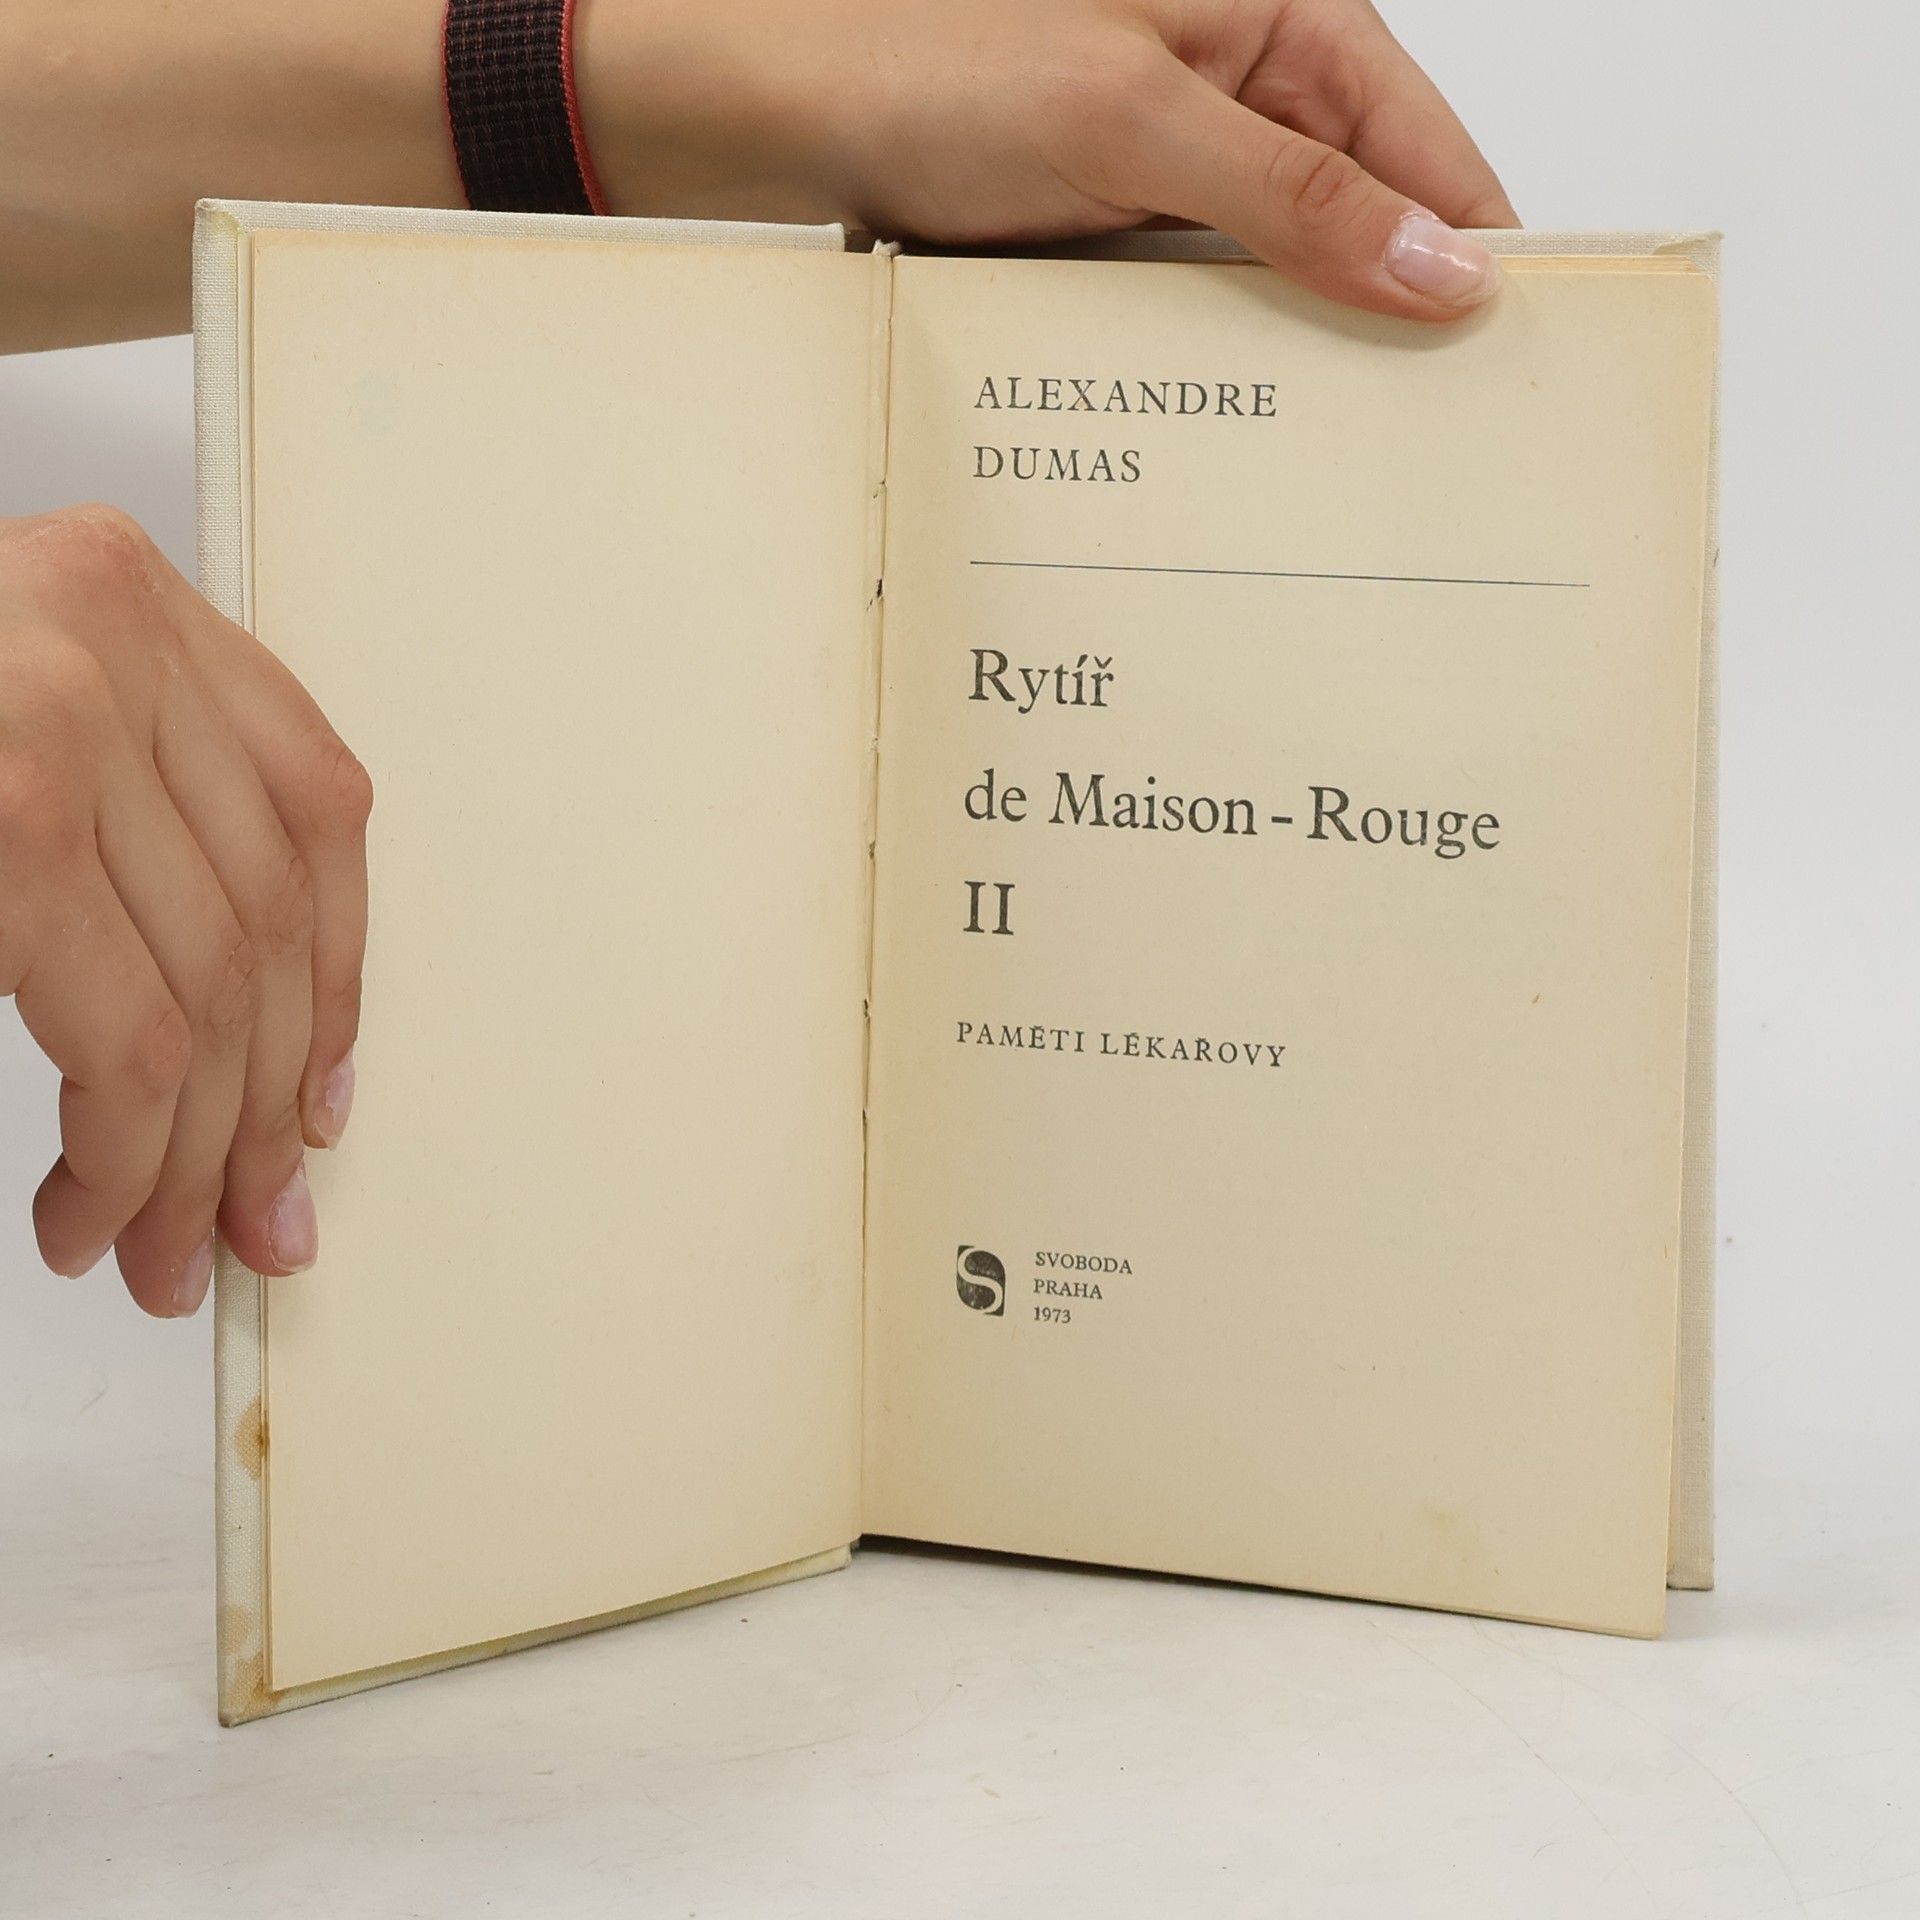 ALEXANDRE
DUMAS
Rytíř
de Maison-Rouge
II
PAMĚTI LÉKAŘOVY
SVOBODA
PRAHA
1973